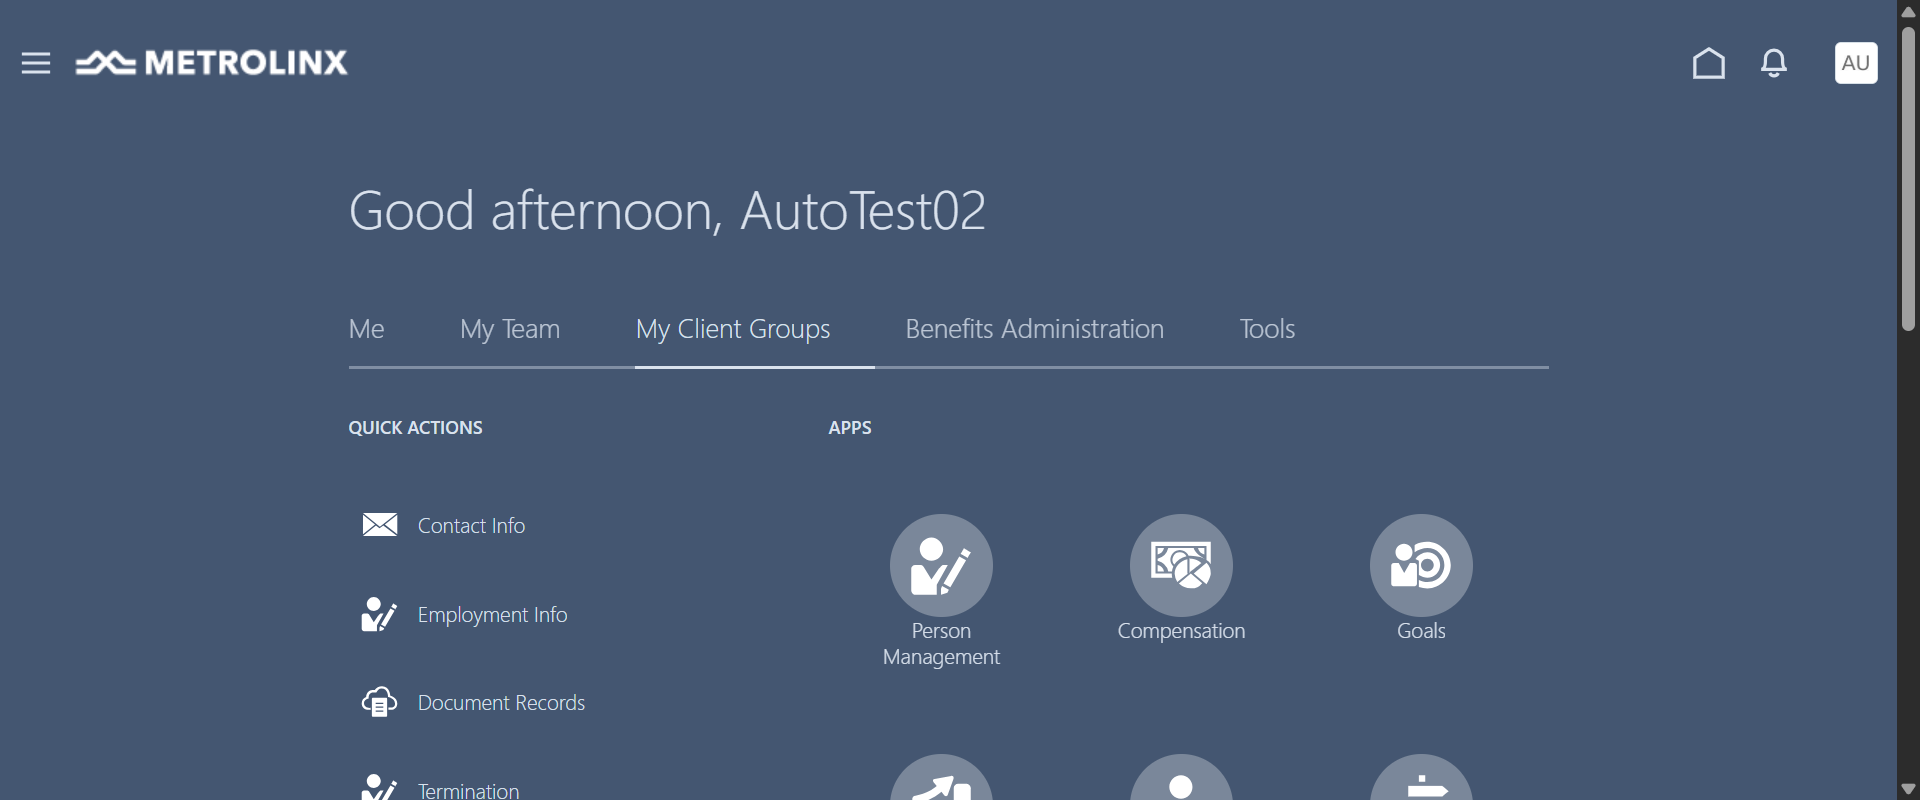 METROLINX
AU
Good afternoon, AutoTest02
Me
My Team
My Client Groups
Benefits Administration
Tools
QUICK ACTIONS
Contact Info
Employment Info
Document Records
Termination
APPS
Person
Management
Compensation
Goals